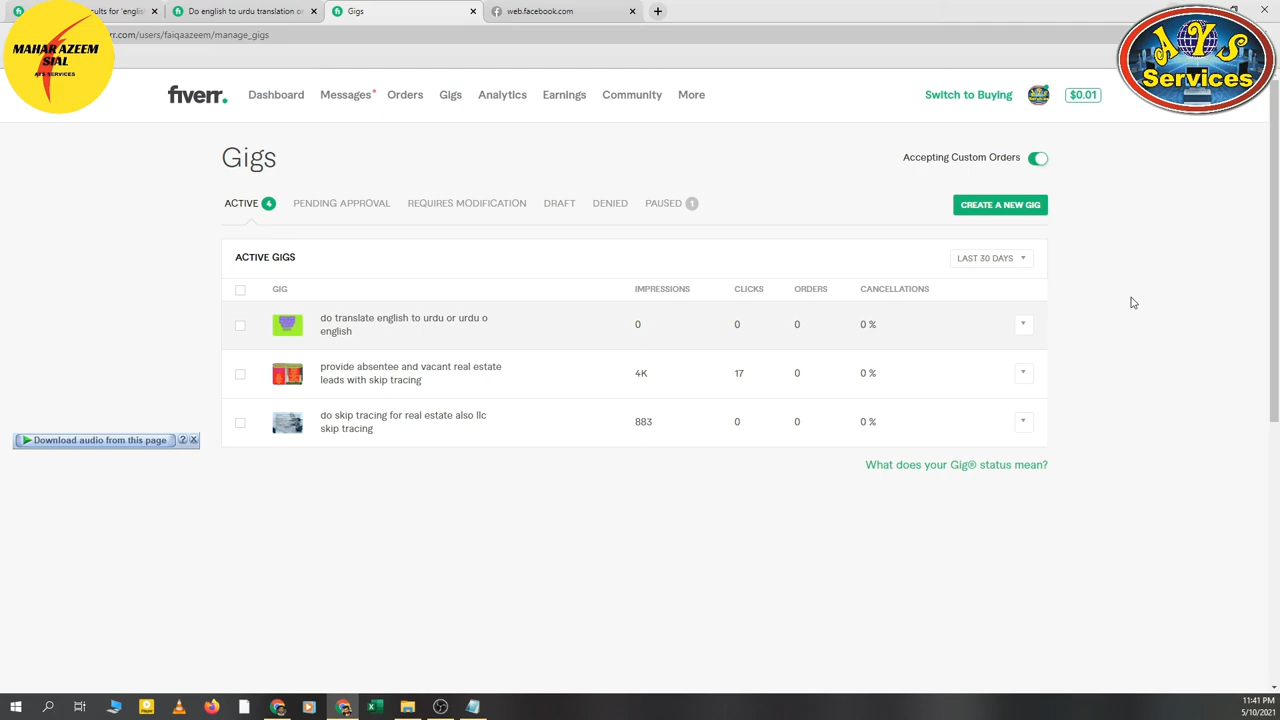 ults for 'englis
Do english to urdu translation o
Gigs
web.facebook.com
rr.com/users/faiqaazeem/manage_gigs
MAHAR AZEEM
SIAL
AYS SERVICES
AYS
Services
fiverr.
Dashboard
Messages
Orders
Gigs
Analytics
Earnings
Community
More
Switch to Buying
$0.01
Gigs
Accepting Custom Orders
ACTIVE 4
PENDING APPROVAL
REQUIRES MODIFICATION
DRAFT
DENIED
PAUSED 1
CREATE A NEW GIG
ACTIVE GIGS
LAST 30 DAYS
GIG
IMPRESSIONS
CLICKS
ORDERS
CANCELLATIONS
do translate english to urdu or urdu o
english
0
0
0
0 %
provide absentee and vacant real estate
leads with skip tracing
4K
17
0
0 %
do skip tracing for real estate also llc
skip tracing
883
0
0
0 %
Download audio from this page
?
What does your Gig® status mean?
11:41 PM
5/10/2021